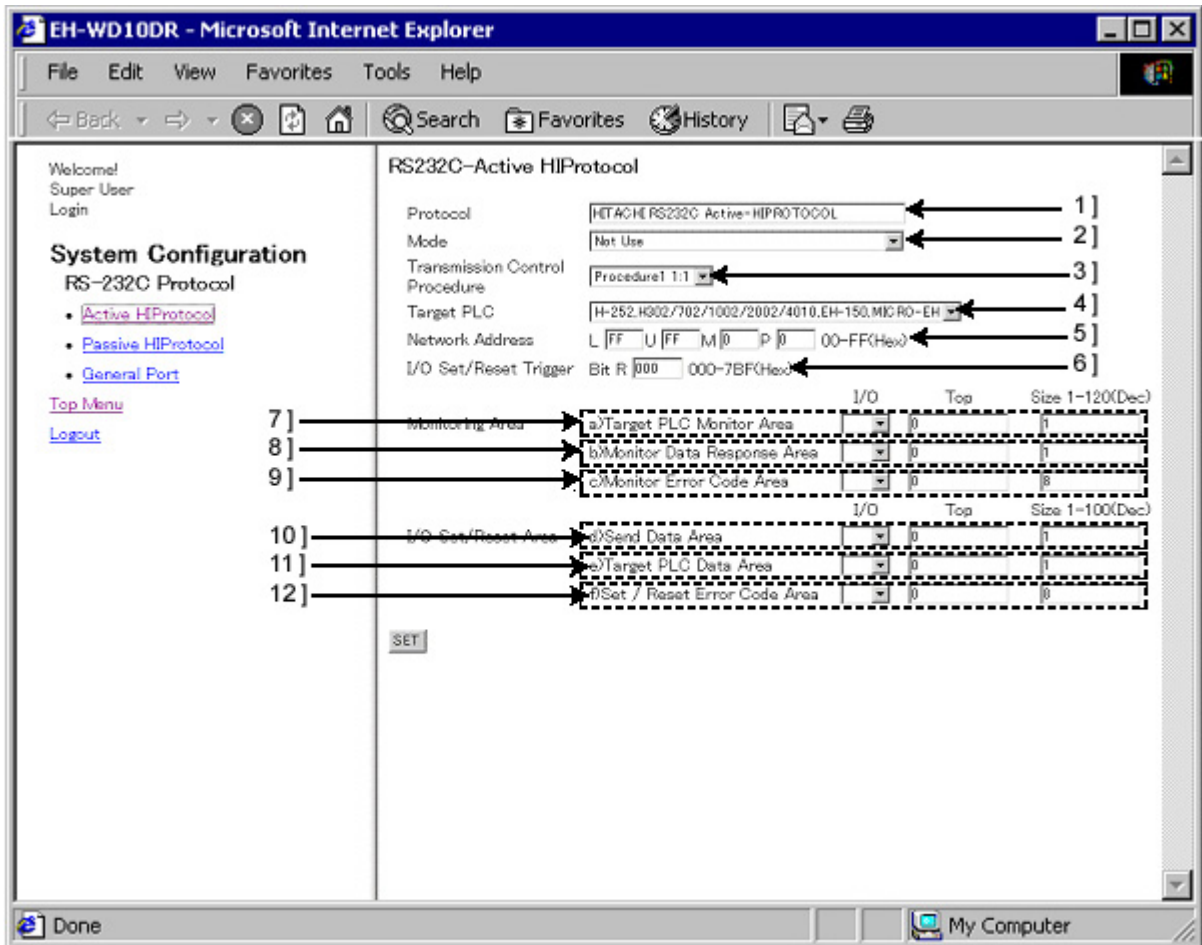 EH-WD10DR - Microsoft Internet Explorer
File Edit View Favorites Tools Help
Back Search Favorites History
Welcome!
Super User
Login
System Configuration
RS-232C Protocol
• Active HIProtocol
• Passive HIProtocol
• General Port
Top Menu
Logout
RS232C-Active HIProtocol
Protocol HITACHI RS232C Active-HIPROTOCOL 1]
Mode Not Use 2]
Transmission Control
Procedure Procedure1 1:1 3]
Target PLC H-252,H302/702/1002/2002/4010,EH-150,MICRO-EH 4]
Network Address L FF U FF M 0 P 0 00-FF(Hex) 5]
I/O Set/Reset Trigger Bit R 000 000-7BF(Hex) 6]
I/O Top Size 1-120(Dec)
7] Monitoring Area a)Target PLC Monitor Area 0 1
8] b)Monitor Data Response Area 0 1
9] c)Monitor Error Code Area 0 8
I/O Top Size 1-100(Dec)
10] I/O Set/Reset Area d)Send Data Area 0 1
11] e)Target PLC Data Area 0 1
12] f)Set / Reset Error Code Area 0 8
SET
Done My Computer